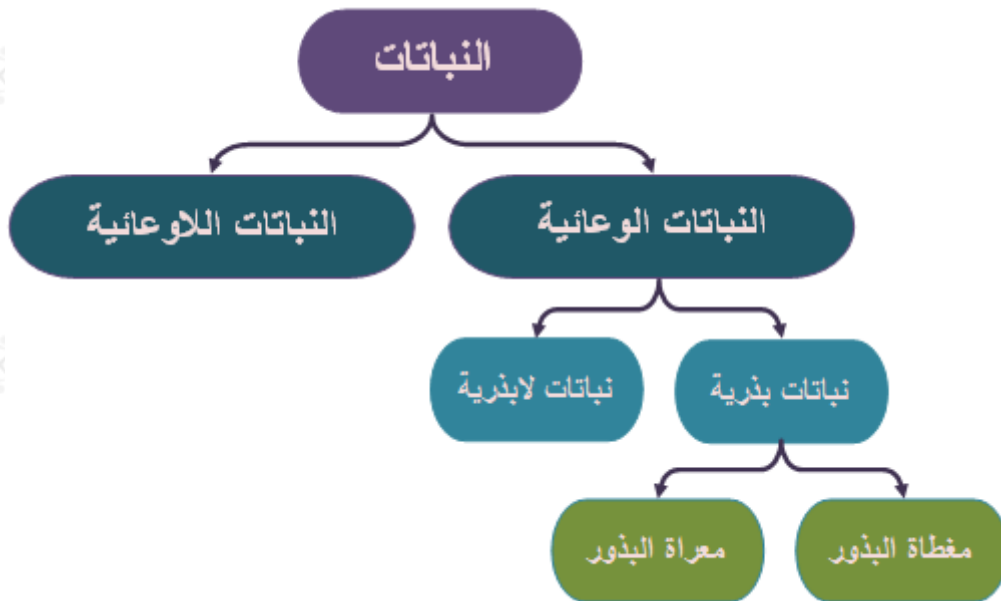 النباتات
النباتات الوعائية
النباتات اللاوعائية
نباتات بذرية
نباتات لابذرية
مغطاة البذور
معراة البذور